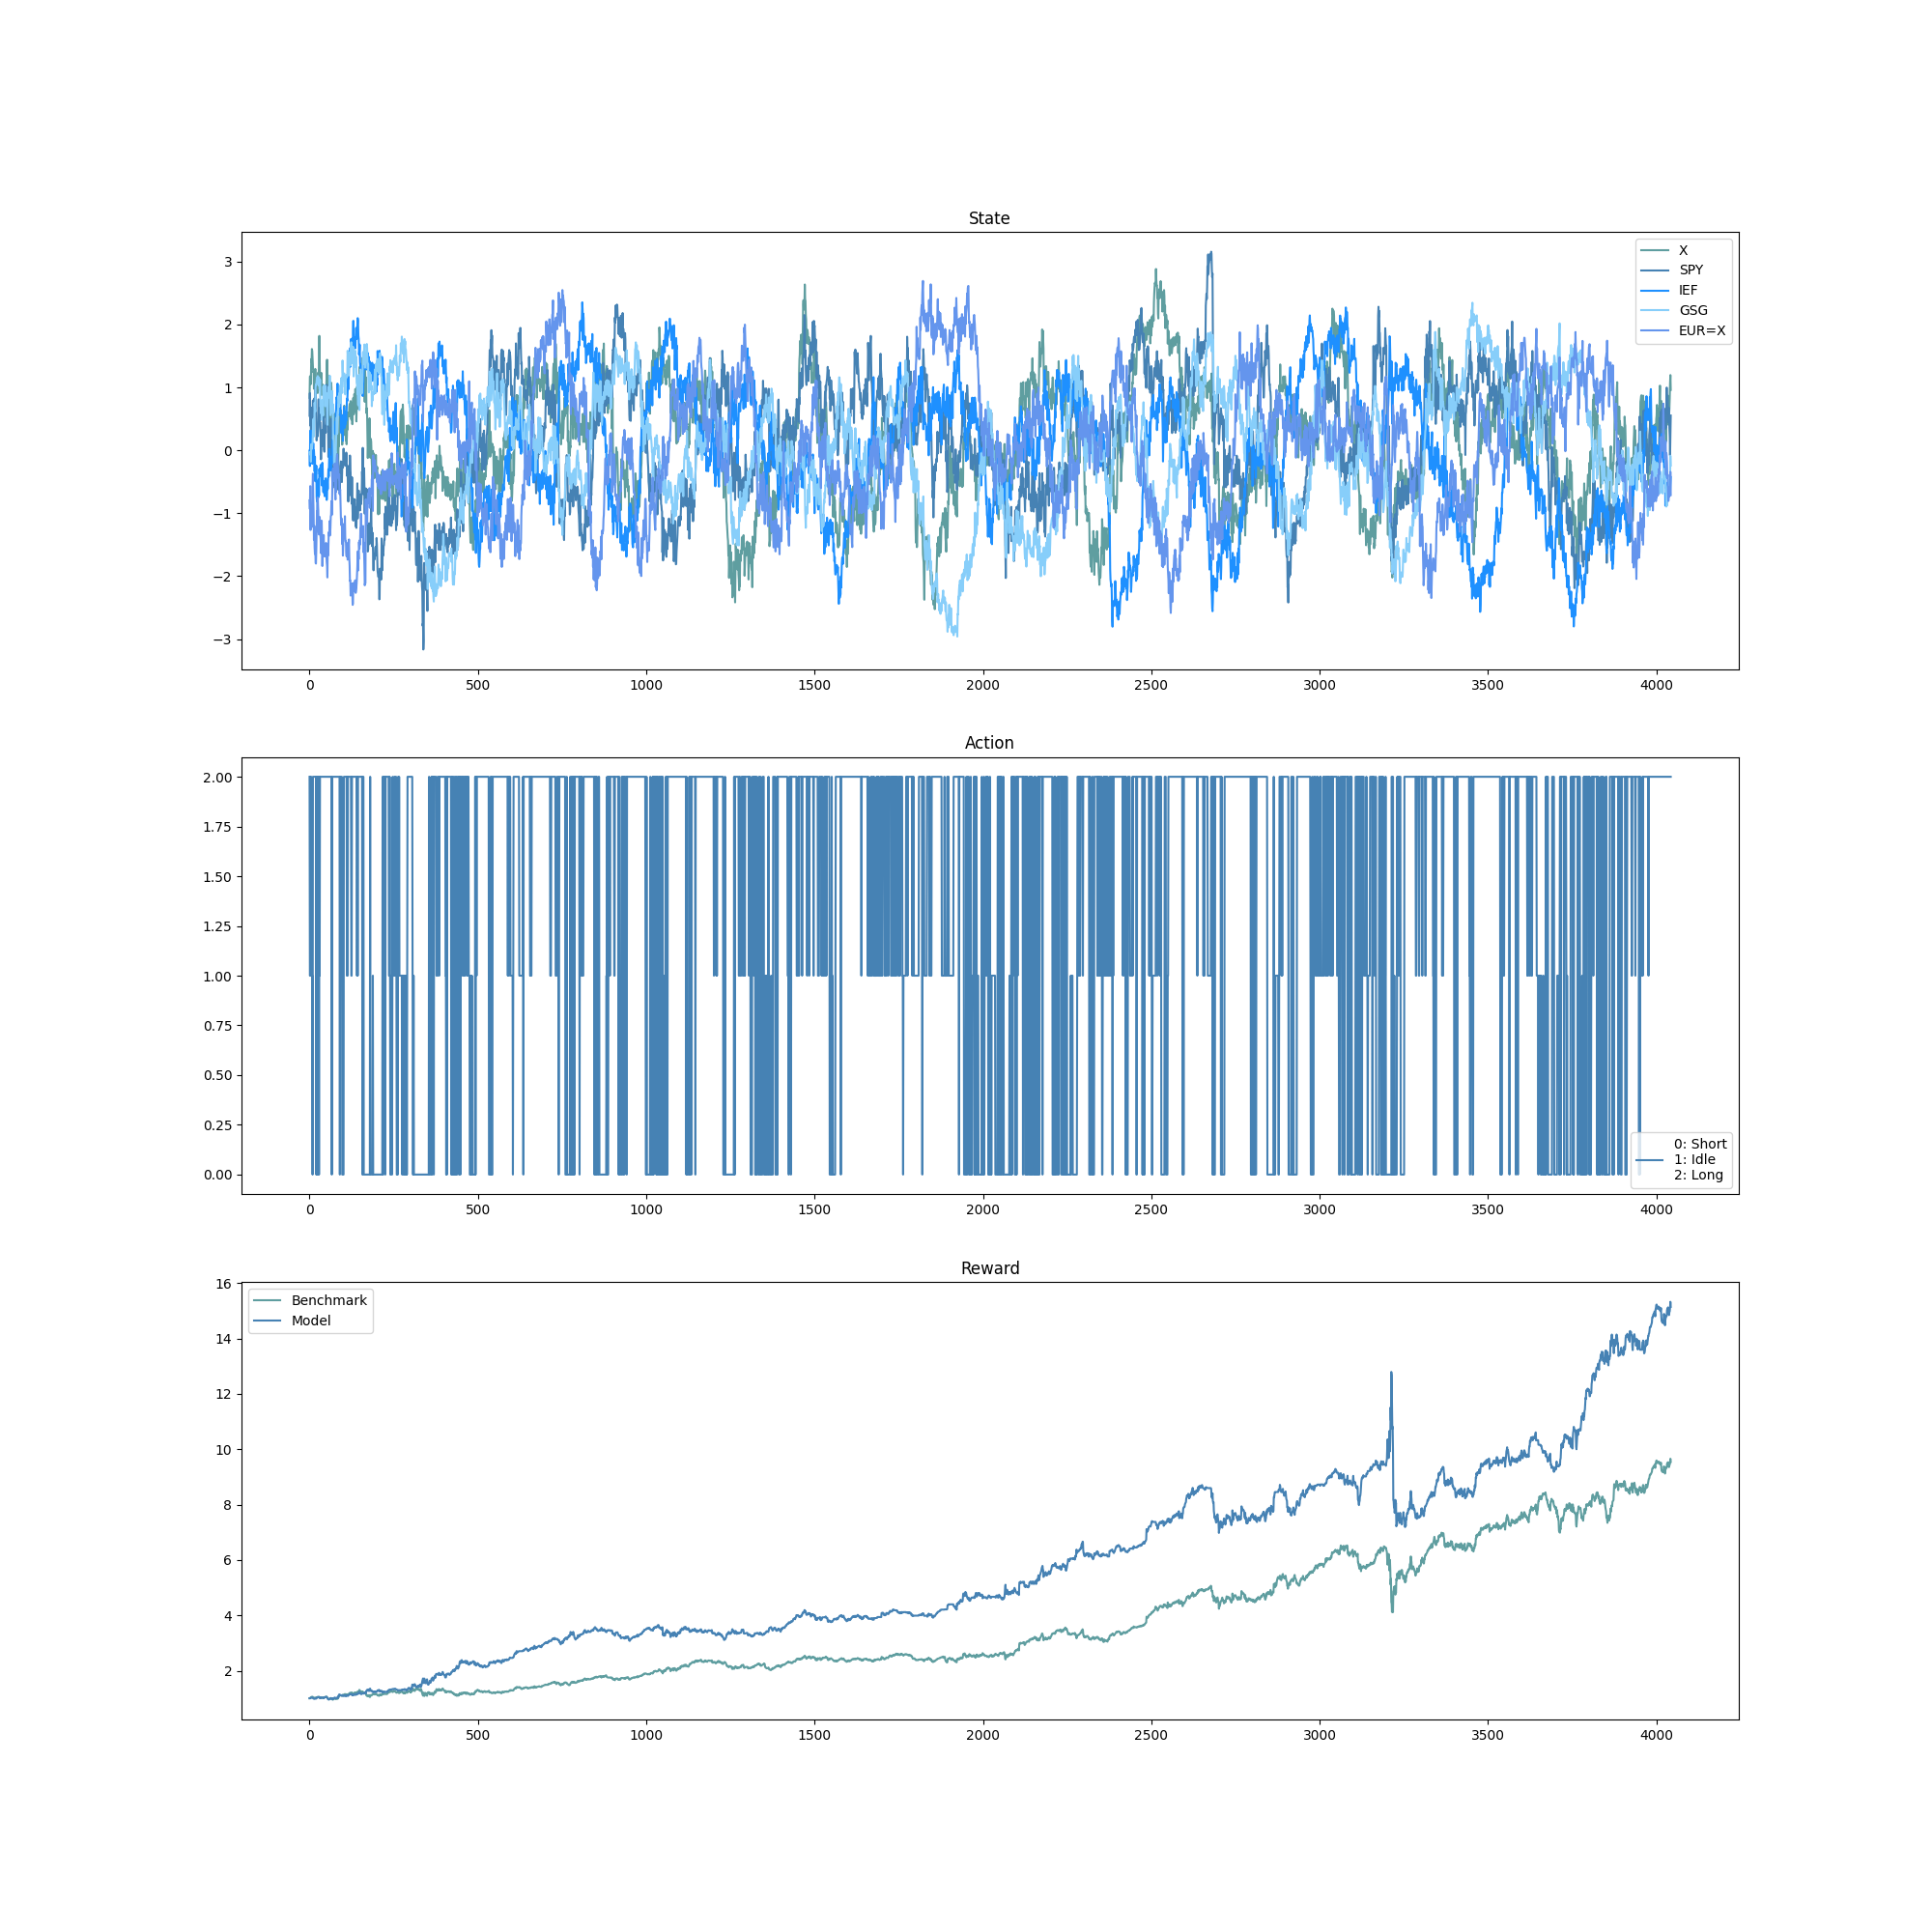 State
3
2
1
0
−1
−2
−3
X
SPY
IEF
GSG
EUR=X
0 500 1000 1500 2000 2500 3000 3500 4000
Action
2.00
1.75
1.50
1.25
1.00
0.75
0.50
0.25
0.00
0: Short
1: Idle
2: Long
0 500 1000 1500 2000 2500 3000 3500 4000
Reward
16
14
12
10
8
6
4
2
Benchmark
Model
0 500 1000 1500 2000 2500 3000 3500 4000